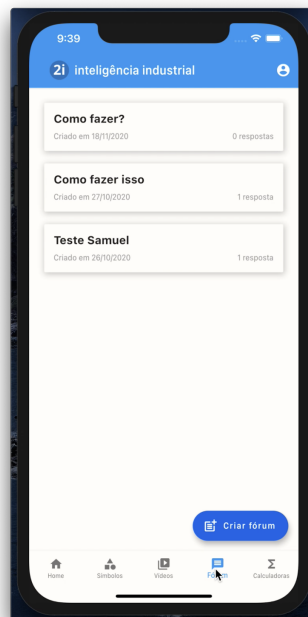 9:39
2i inteligência industrial
Como fazer?
Criado em 18/11/2020 0 respostas
Como fazer isso
Criado em 27/10/2020 1 resposta
Teste Samuel
Criado em 26/10/2020 1 resposta
Criar fórum
Home Símbolos Vídeos Fórum Calculadoras